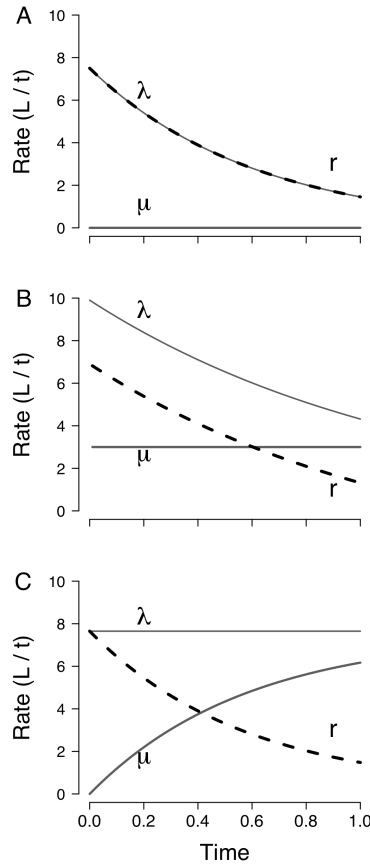 A
10
8
6
4
2
0
Rate (L / t)
λ
r
μ
B
10
8
6
4
2
0
Rate (L / t)
λ
μ
r
C
10
8
6
4
2
0
Rate (L / t)
λ
r
μ
0.0 0.2 0.4 0.6 0.8 1.0
Time